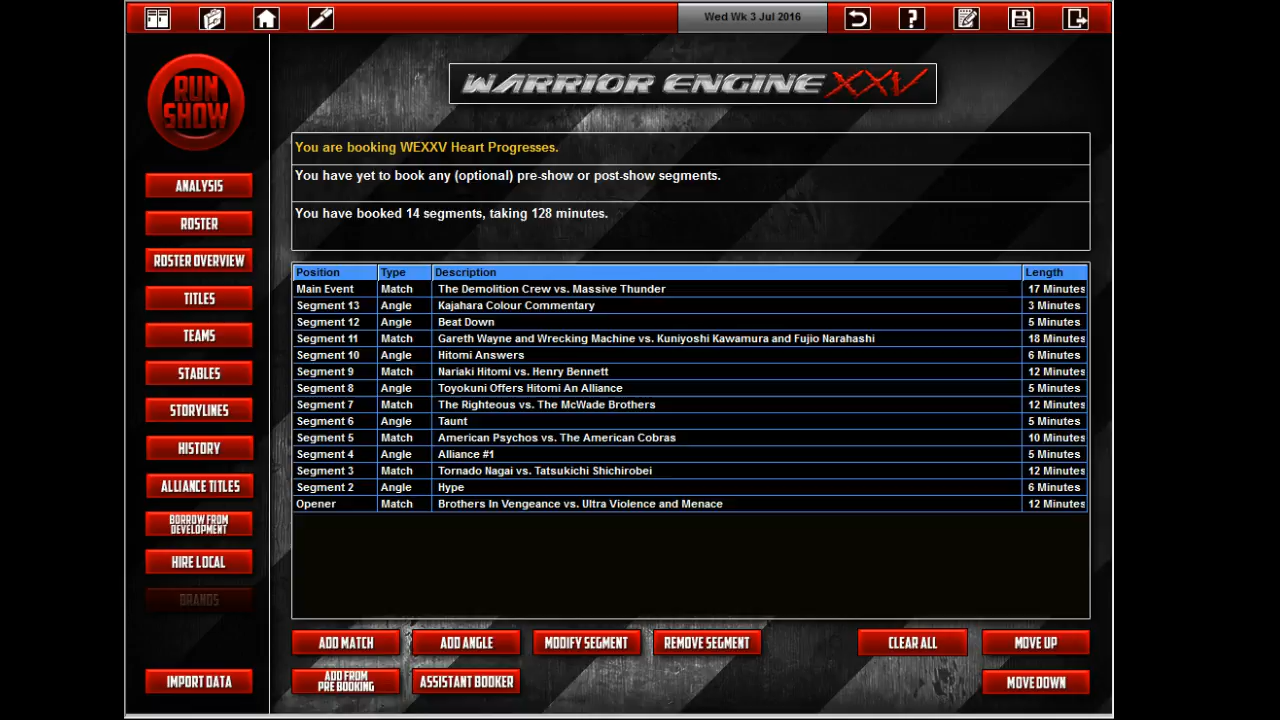 Wed Wk 3 Jul 2016
?
RUN
SHOW
WARRIOR ENGINE XXV
You are booking WEXXV Heart Progresses.
You have yet to book any (optional) pre-show or post-show segments.
You have booked 14 segments, taking 128 minutes.
ANALYSIS
ROSTER
ROSTER OVERVIEW
TITLES
TEAMS
STABLES
STORYLINES
HISTORY
ALLIANCE TITLES
BORROW FROM
DEVELOPMENT
HIRE LOCAL
BRANDS
IMPORT DATA
Position Type Description Length
Main Event Match The Demolition Crew vs. Massive Thunder 17 Minutes
Segment 13 Angle Kajahara Colour Commentary 3 Minutes
Segment 12 Angle Beat Down 5 Minutes
Segment 11 Match Gareth Wayne and Wrecking Machine vs. Kuniyoshi Kawamura and Fujio Narahashi 18 Minutes
Segment 10 Angle Hitomi Answers 6 Minutes
Segment 9 Match Nariaki Hitomi vs. Henry Bennett 12 Minutes
Segment 8 Angle Toyokuni Offers Hitomi An Alliance 5 Minutes
Segment 7 Match The Righteous vs. The McWade Brothers 12 Minutes
Segment 6 Angle Taunt 5 Minutes
Segment 5 Match American Psychos vs. The American Cobras 10 Minutes
Segment 4 Angle Alliance #1 5 Minutes
Segment 3 Match Tornado Nagai vs. Tatsukichi Shichirobei 12 Minutes
Segment 2 Angle Hype 6 Minutes
Opener Match Brothers In Vengeance vs. Ultra Violence and Menace 12 Minutes
ADD MATCH ADD ANGLE MODIFY SEGMENT REMOVE SEGMENT CLEAR ALL MOVE UP
ADD FROM
PRE BOOKING
ASSISTANT BOOKER MOVE DOWN